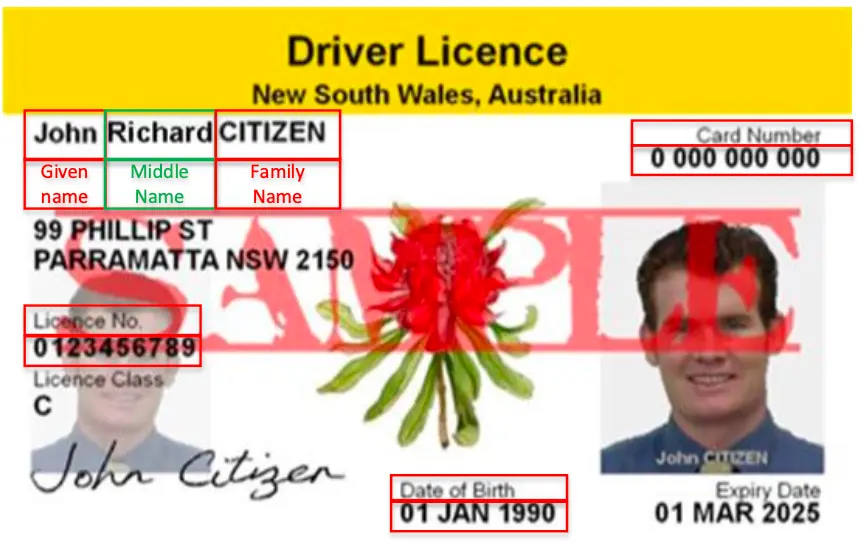 Driver Licence
New South Wales, Australia
John Richard CITIZEN
Given name
Middle Name
Family Name
Card Number
0 000 000 000
99 PHILLIP ST
PARRAMATTA NSW 2150
SAMPLE
Licence No.
0123456789
Licence Class
C
John Citizen
John CITIZEN
Date of Birth
01 JAN 1990
Expiry Date
01 MAR 2025